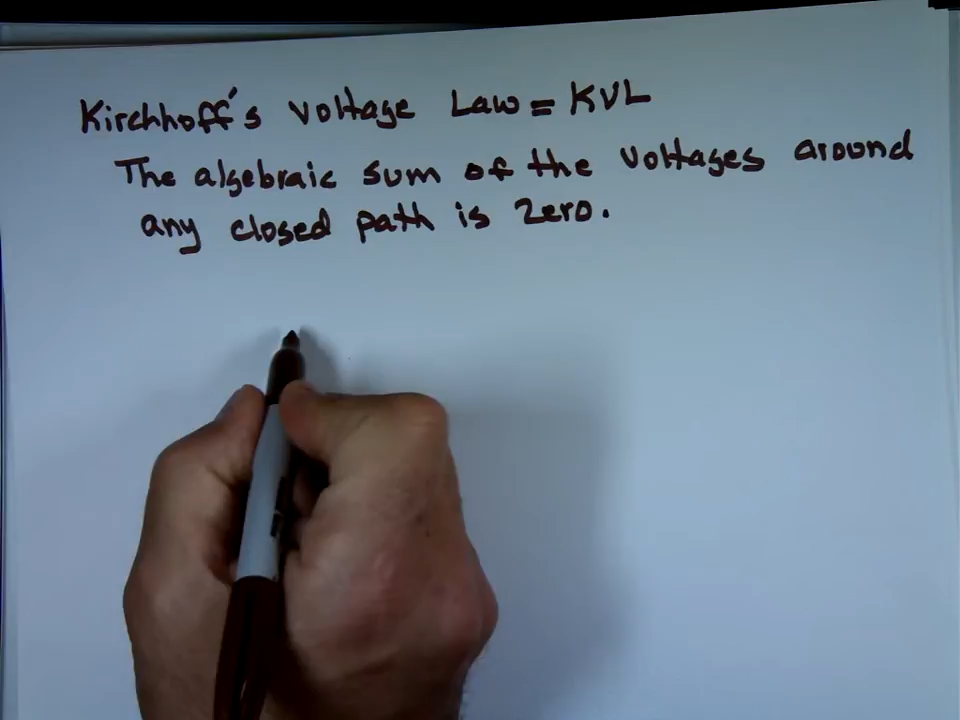 Kirchhoff's Voltage Law = KVL
The algebraic sum of the voltages around
any closed path is zero.